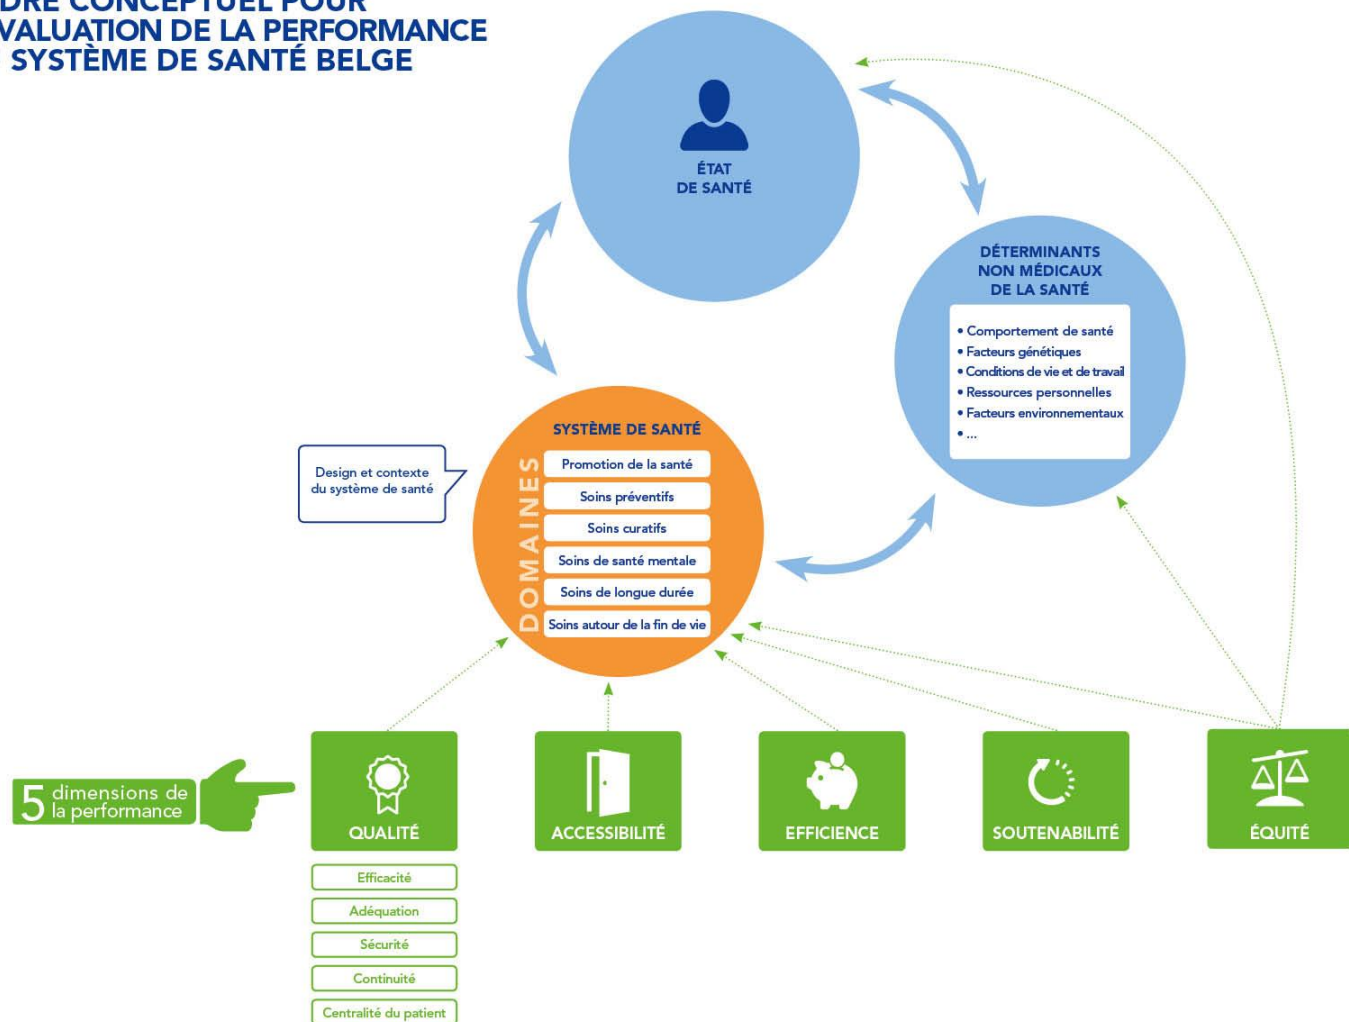 DRE CONCEPTUEL POUR
VALUATION DE LA PERFORMANCE
SYSTÈME DE SANTÉ BELGE
ÉTAT
DE SANTÉ
DÉTERMINANTS
NON MÉDICAUX
DE LA SANTÉ
• Comportement de santé
• Facteurs génétiques
• Conditions de vie et de travail
• Ressources personnelles
• Facteurs environnementaux
• ...
SYSTÈME DE SANTÉ
DOMAINES
Promotion de la santé
Soins préventifs
Soins curatifs
Soins de santé mentale
Soins de longue durée
Soins autour de la fin de vie
Design et contexte
du système de santé
5 dimensions de
la performance
QUALITÉ
ACCESSIBILITÉ
EFFICIENCE
SOUTENABILITÉ
ÉQUITÉ
Efficacité
Adéquation
Sécurité
Continuité
Centralité du patient